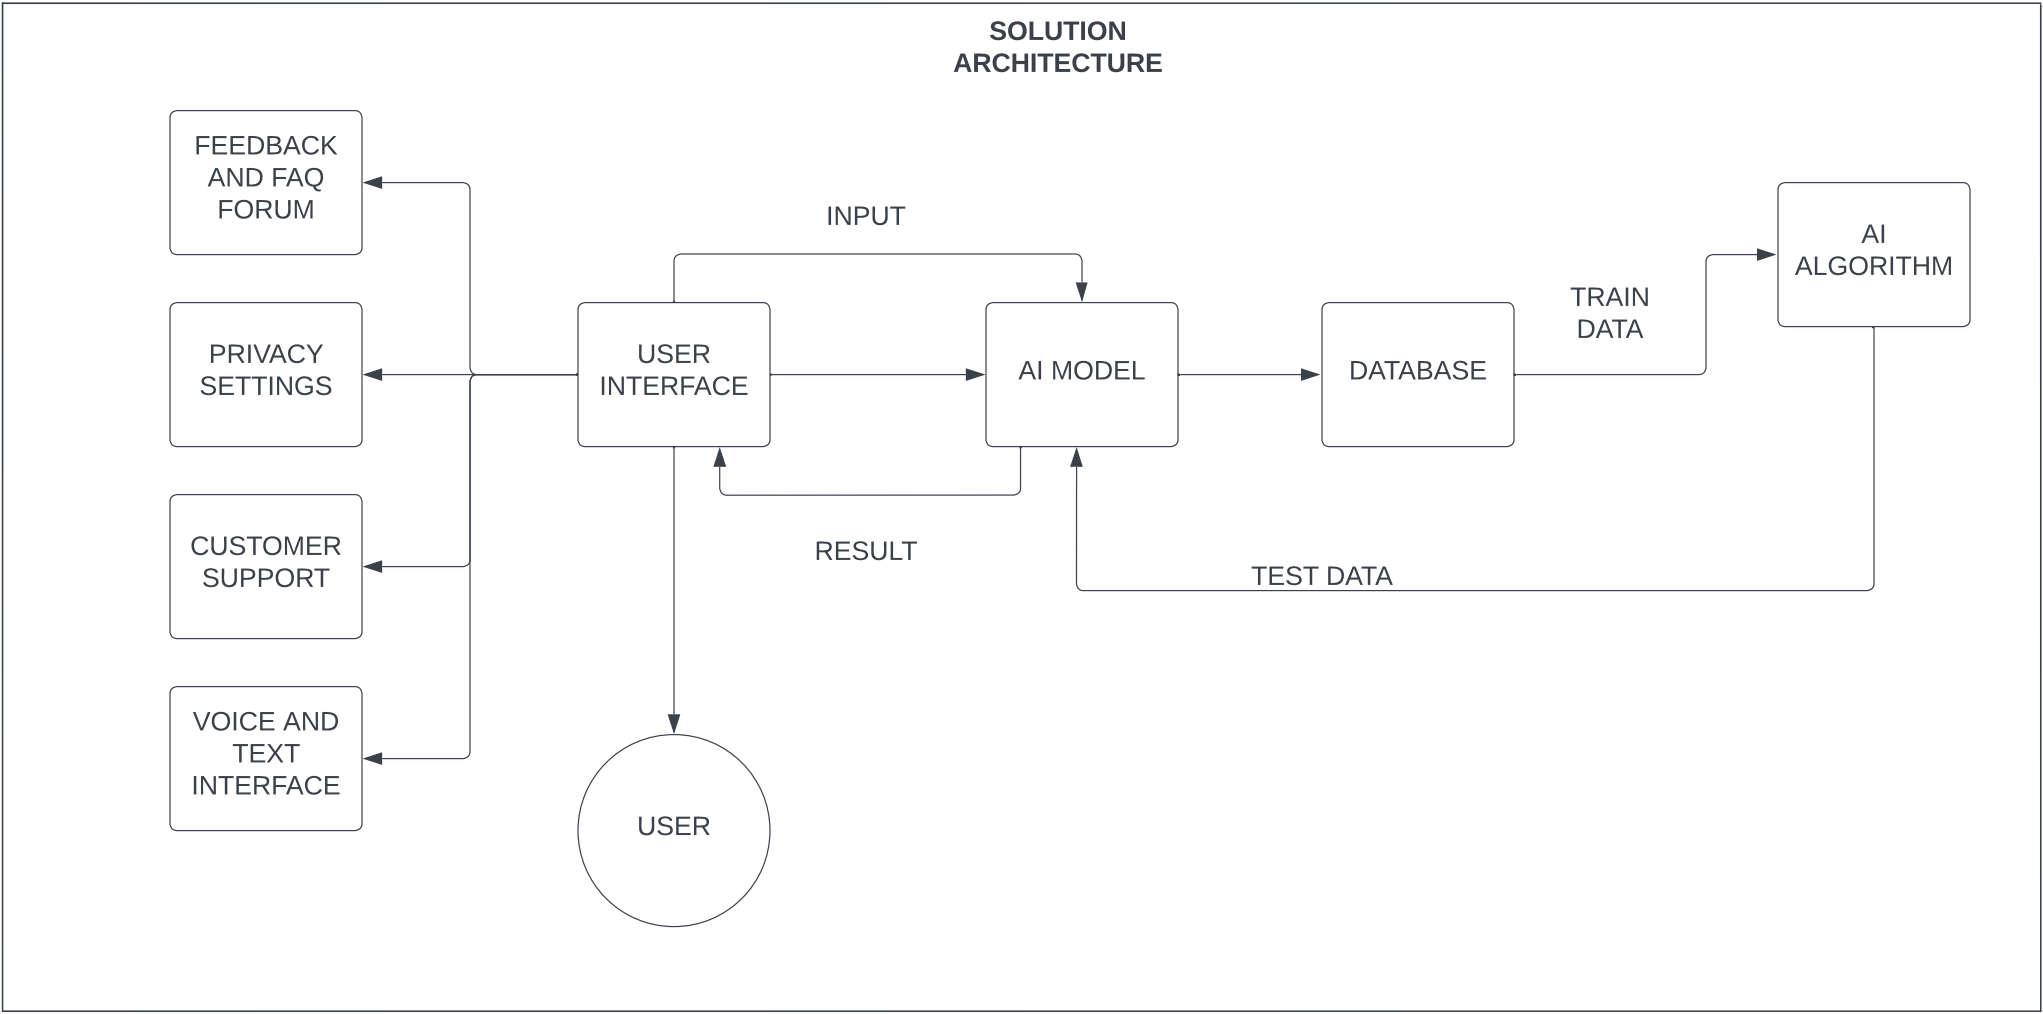 SOLUTION
ARCHITECTURE
FEEDBACK
AND FAQ
FORUM
PRIVACY
SETTINGS
CUSTOMER
SUPPORT
VOICE AND
TEXT
INTERFACE
USER
INTERFACE
INPUT
AI MODEL
RESULT
DATABASE
TRAIN
DATA
AI
ALGORITHM
TEST DATA
USER